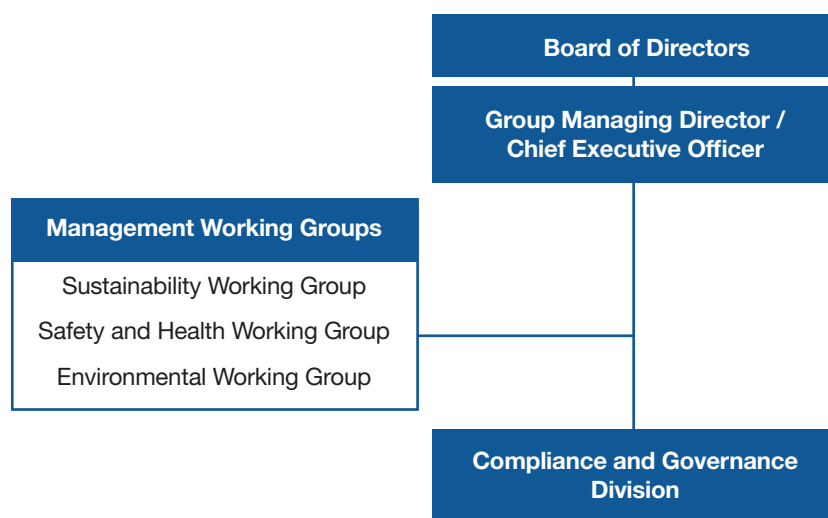 Board of Directors
Group Managing Director /
Chief Executive Officer
Management Working Groups
Sustainability Working Group
Safety and Health Working Group
Environmental Working Group
Compliance and Governance
Division